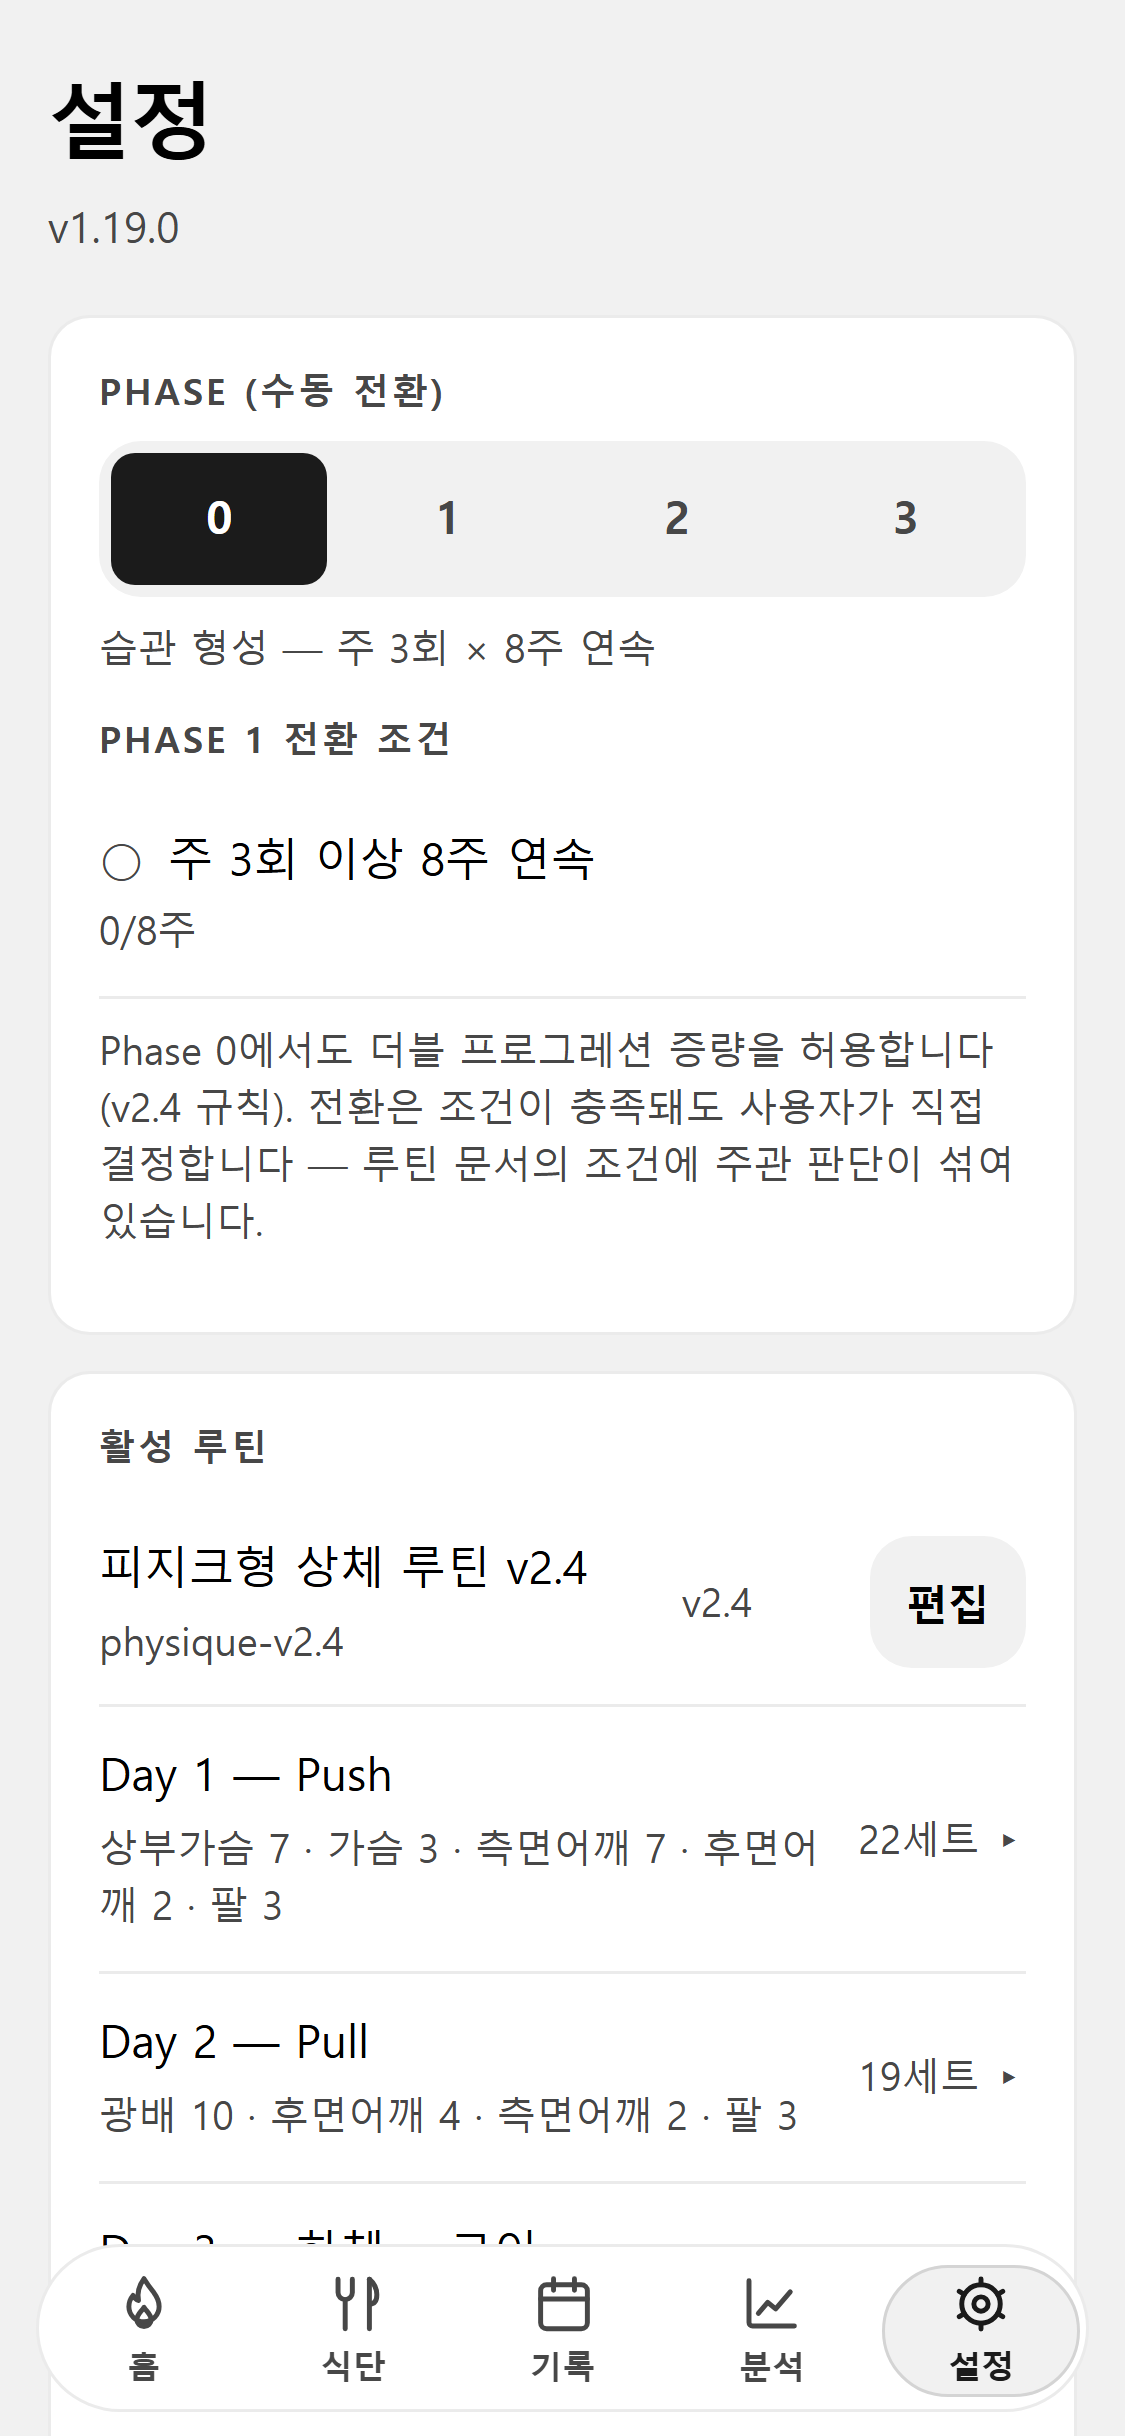 설정
v1.19.0
PHASE (수동 전환)
0 1 2 3
습관 형성 — 주 3회 × 8주 연속
PHASE 1 전환 조건
○ 주 3회 이상 8주 연속
0/8주
Phase 0에서도 더블 프로그레션 증량을 허용합니다
(v2.4 규칙). 전환은 조건이 충족돼도 사용자가 직접
결정합니다 — 루틴 문서의 조건에 주관 판단이 섞여
있습니다.
활성 루틴
피지크형 상체 루틴 v2.4
physique-v2.4
v2.4
편집
Day 1 — Push
상부가슴 7 · 가슴 3 · 측면어깨 7 · 후면어
깨 2 · 팔 3
22세트 ▸
Day 2 — Pull
광배 10 · 후면어깨 4 · 측면어깨 2 · 팔 3
19세트 ▸
홈 식단 기록 분석 설정